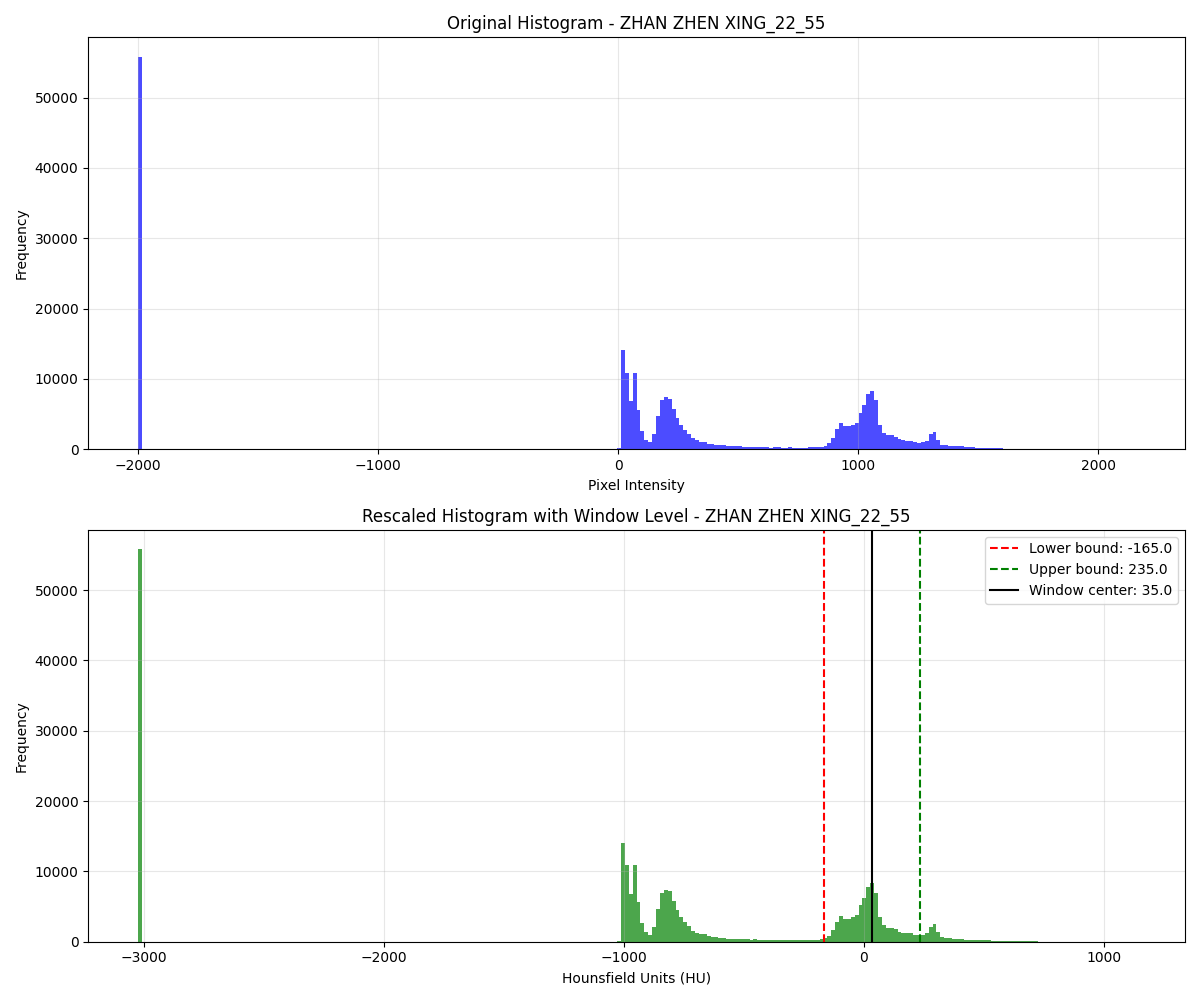 Original Histogram - ZHAN ZHEN XING_22_55
Frequency
50000
40000
30000
20000
10000
0
−2000
−1000
0
1000
2000
Pixel Intensity
Rescaled Histogram with Window Level - ZHAN ZHEN XING_22_55
Lower bound: -165.0
Upper bound: 235.0
Window center: 35.0
Frequency
50000
40000
30000
20000
10000
0
−3000
−2000
−1000
0
1000
Hounsfield Units (HU)